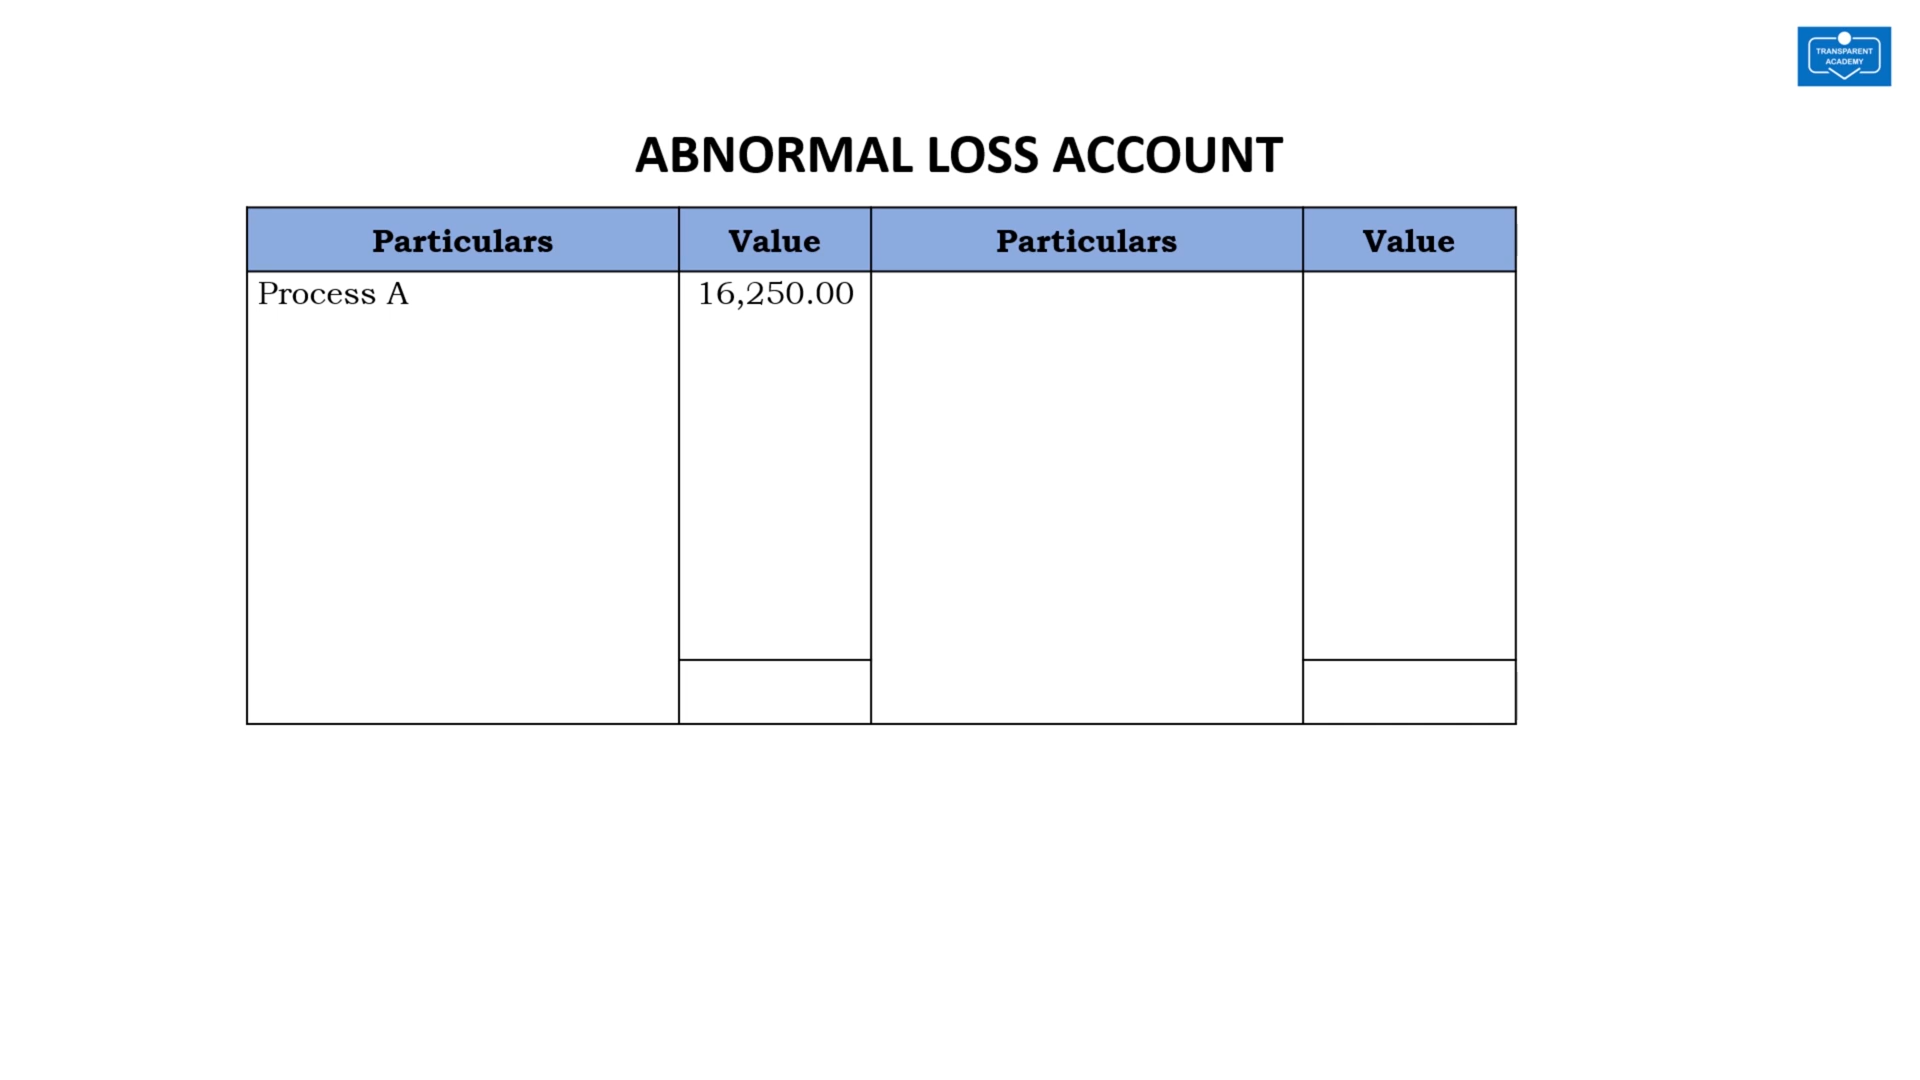 TRANSPARENT
ACADEMY
ABNORMAL LOSS ACCOUNT
Particulars Value Particulars Value
Process A 16,250.00